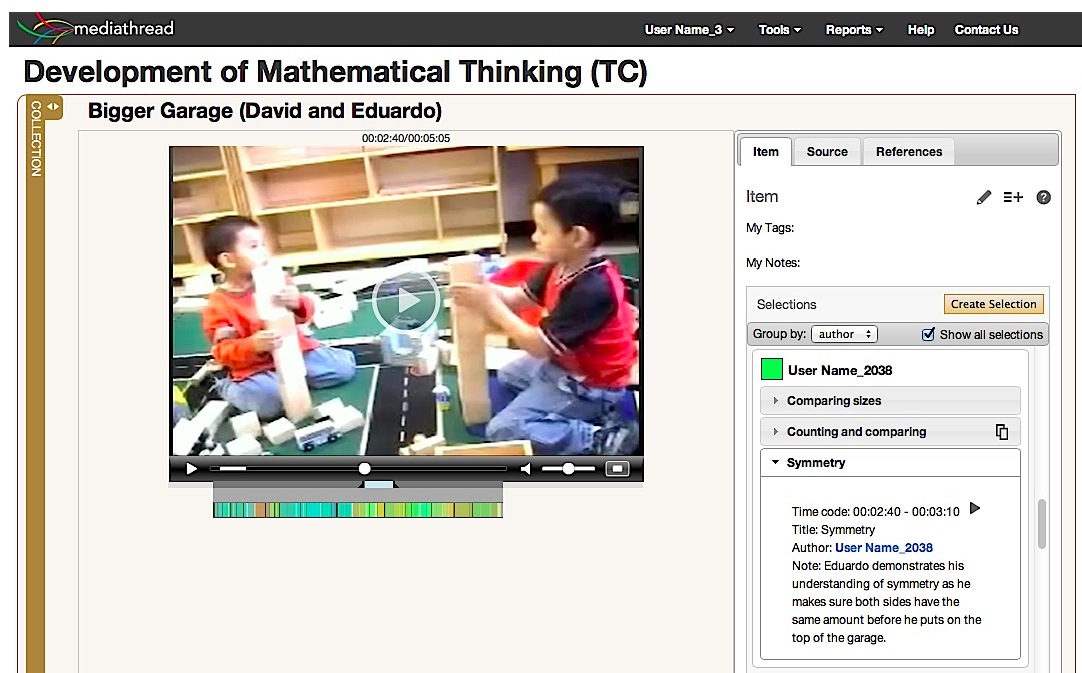 mediathread
User Name_3 Tools Reports Help Contact Us
Development of Mathematical Thinking (TC)
COLLECTION
Bigger Garage (David and Eduardo)
00:02:40/00:05:05
Item Source References
Item
My Tags:
My Notes:
Selections Create Selection
Group by: author Show all selections
User Name_2038
Comparing sizes
Counting and comparing
Symmetry
Time code: 00:02:40 - 00:03:10
Title: Symmetry
Author: User Name_2038
Note: Eduardo demonstrates his
understanding of symmetry as he
makes sure both sides have the
same amount before he puts on the
top of the garage.